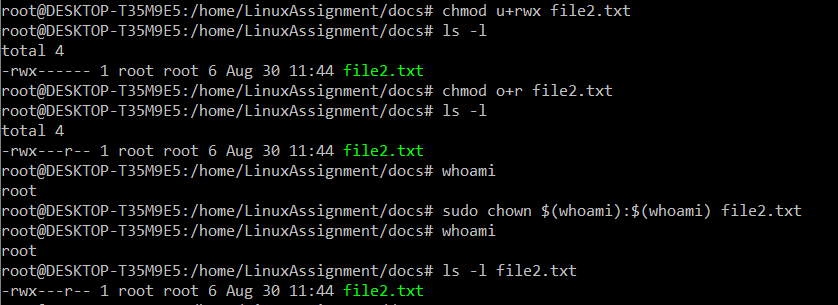 root@DESKTOP-T35M9E5:/home/LinuxAssignment/docs# chmod u+rwx file2.txt
root@DESKTOP-T35M9E5:/home/LinuxAssignment/docs# ls -l
total 4
-rwx------ 1 root root 6 Aug 30 11:44 file2.txt
root@DESKTOP-T35M9E5:/home/LinuxAssignment/docs# chmod o+r file2.txt
root@DESKTOP-T35M9E5:/home/LinuxAssignment/docs# ls -l
total 4
-rwx---r-- 1 root root 6 Aug 30 11:44 file2.txt
root@DESKTOP-T35M9E5:/home/LinuxAssignment/docs# whoami
root
root@DESKTOP-T35M9E5:/home/LinuxAssignment/docs# sudo chown $(whoami):$(whoami) file2.txt
root@DESKTOP-T35M9E5:/home/LinuxAssignment/docs# whoami
root
root@DESKTOP-T35M9E5:/home/LinuxAssignment/docs# ls -l file2.txt
-rwx---r-- 1 root root 6 Aug 30 11:44 file2.txt